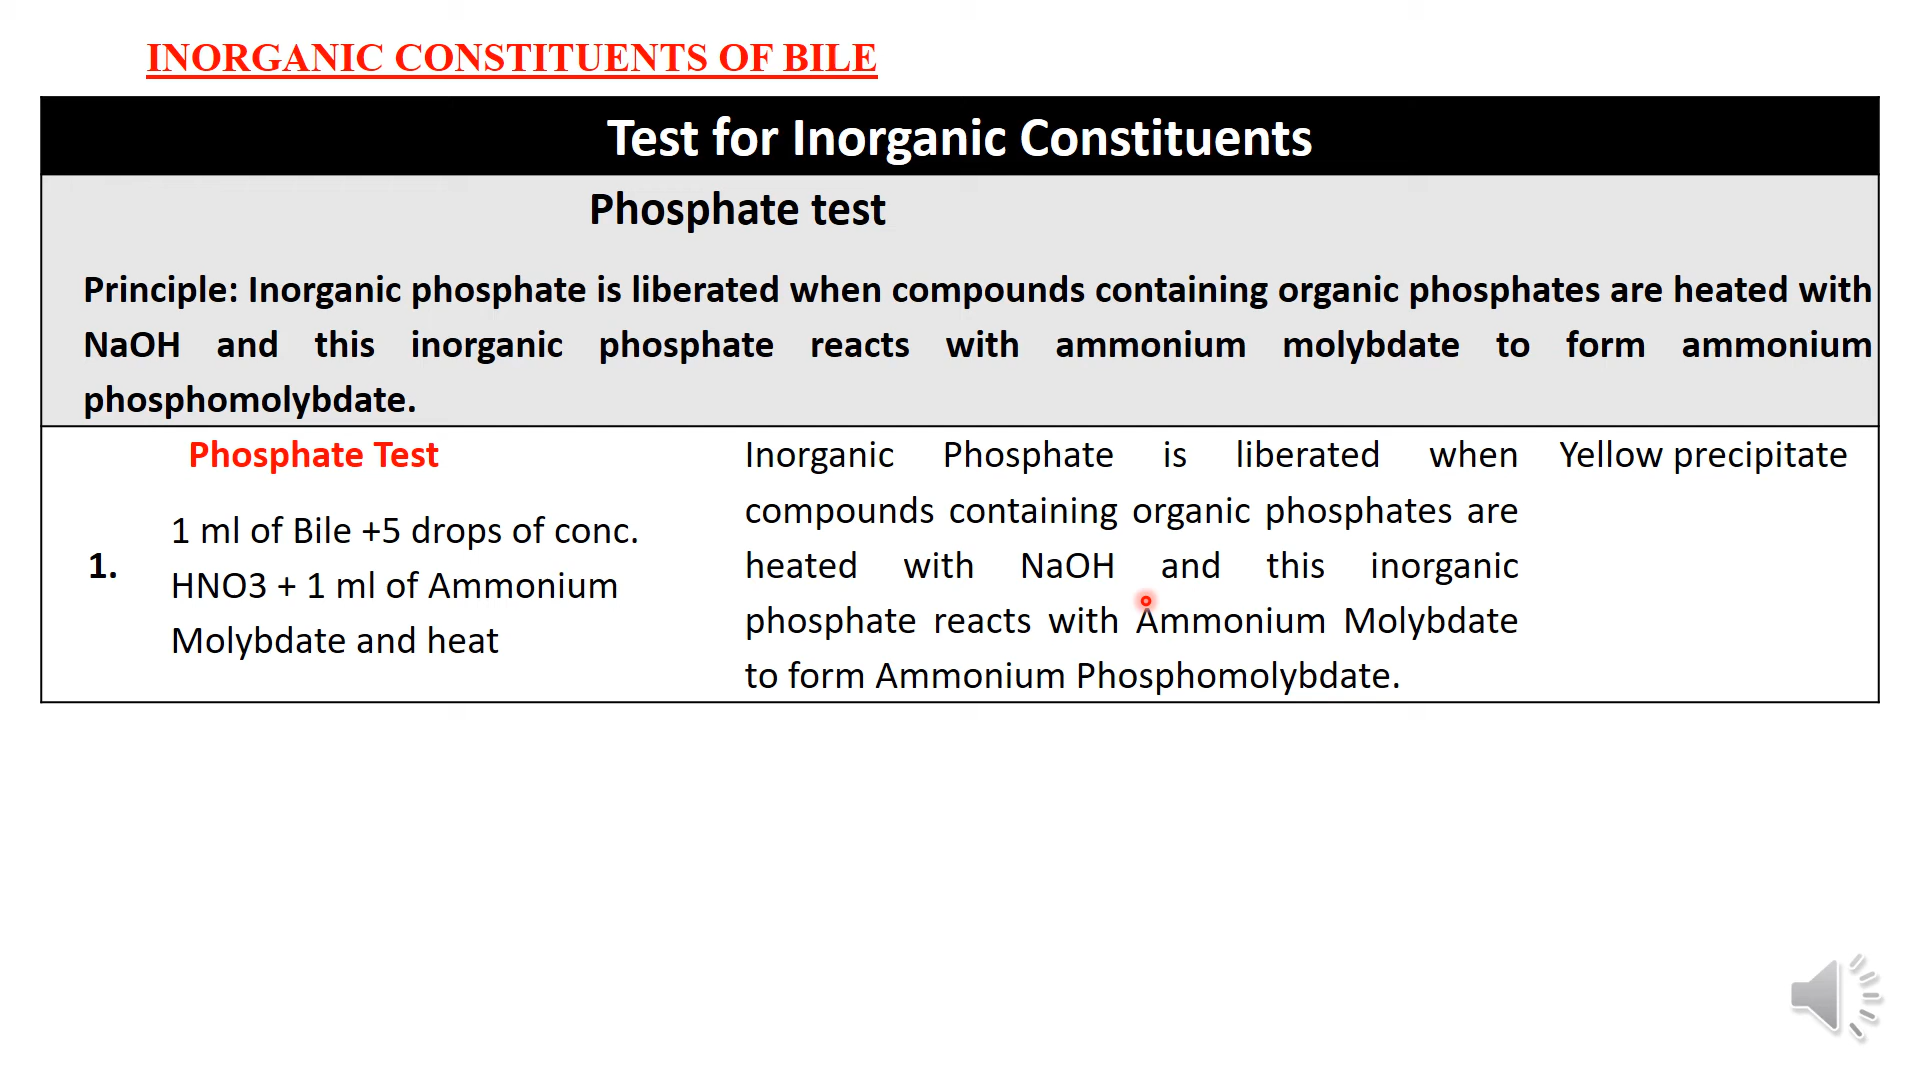 INORGANIC CONSTITUENTS OF BILE
Test for Inorganic Constituents
Phosphate test
Principle: Inorganic phosphate is liberated when compounds containing organic phosphates are heated with
NaOH and this inorganic phosphate reacts with ammonium molybdate to form ammonium
phosphomolybdate.
1.
Phosphate Test
1 ml of Bile +5 drops of conc.
HNO3 + 1 ml of Ammonium
Molybdate and heat
Inorganic Phosphate is liberated when
compounds containing organic phosphates are
heated with NaOH and this inorganic
phosphate reacts with Ammonium Molybdate
to form Ammonium Phosphomolybdate.
Yellow precipitate